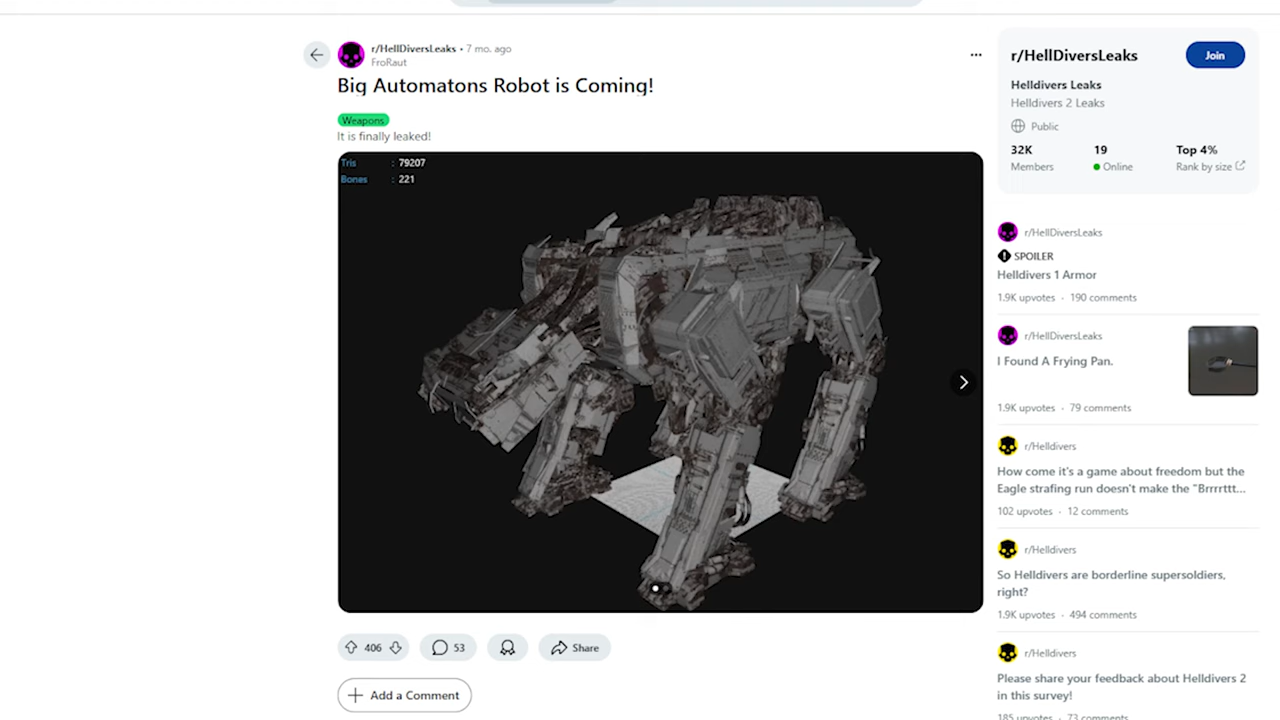 r/HellDiversLeaks • 7 mo. ago
FroRaut
Big Automatons Robot is Coming!
Weapons
It is finally leaked!
Tris : 79207
Bones : 221
406
53
Share
Add a Comment
r/HellDiversLeaks
Join
Helldivers Leaks
Helldivers 2 Leaks
Public
32K 19 Top 4%
Members Online Rank by size
r/HellDiversLeaks
SPOILER
Helldivers 1 Armor
1.9K upvotes · 190 comments
r/HellDiversLeaks
I Found A Frying Pan.
1.9K upvotes · 79 comments
r/Helldivers
How come it's a game about freedom but the
Eagle strafing run doesn't make the "Brrrrttt...
102 upvotes · 12 comments
r/Helldivers
So Helldivers are borderline supersoldiers,
right?
1.9K upvotes · 494 comments
r/Helldivers
Please share your feedback about Helldivers 2
in this survey!
185 upvotes · 73 comments